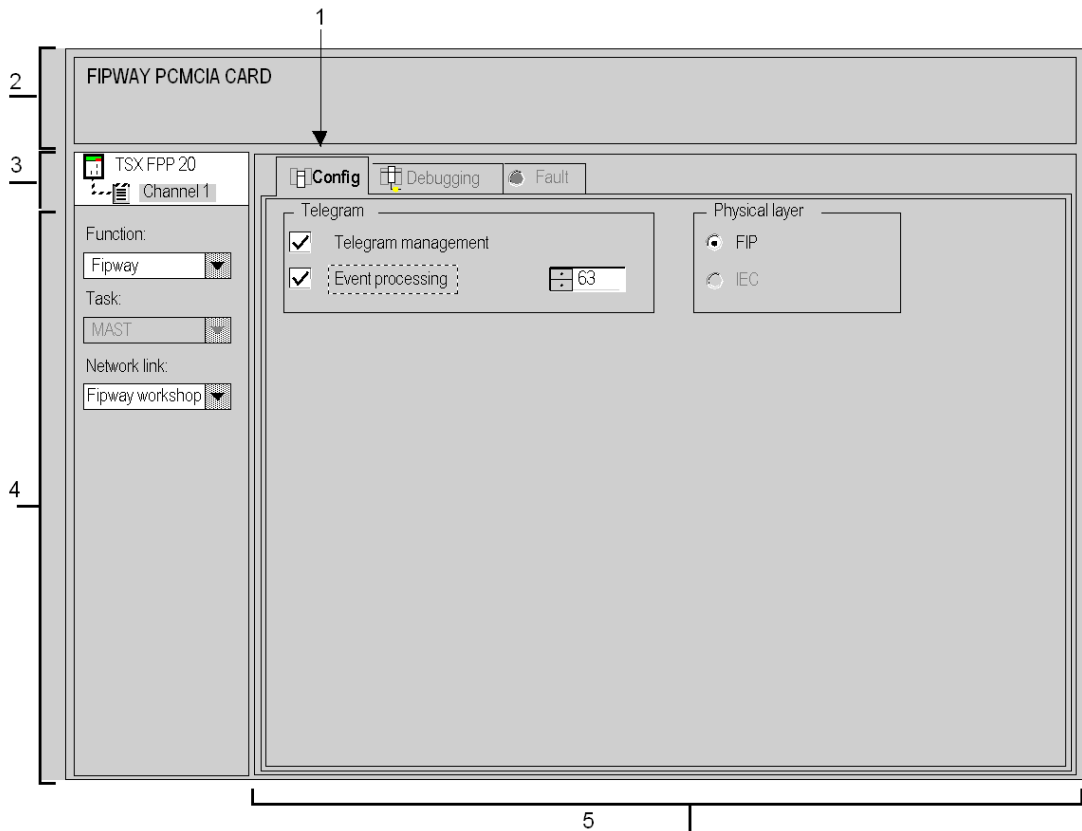 1
2
FIPWAY PCMCIA CARD
3
TSX FPP 20
Channel 1
Config
Debugging
Fault
Function:
Fipway
Task:
MAST
Network link:
Fipway workshop
Telegram
Telegram management
Event processing
63
Physical layer
FIP
IEC
4
5